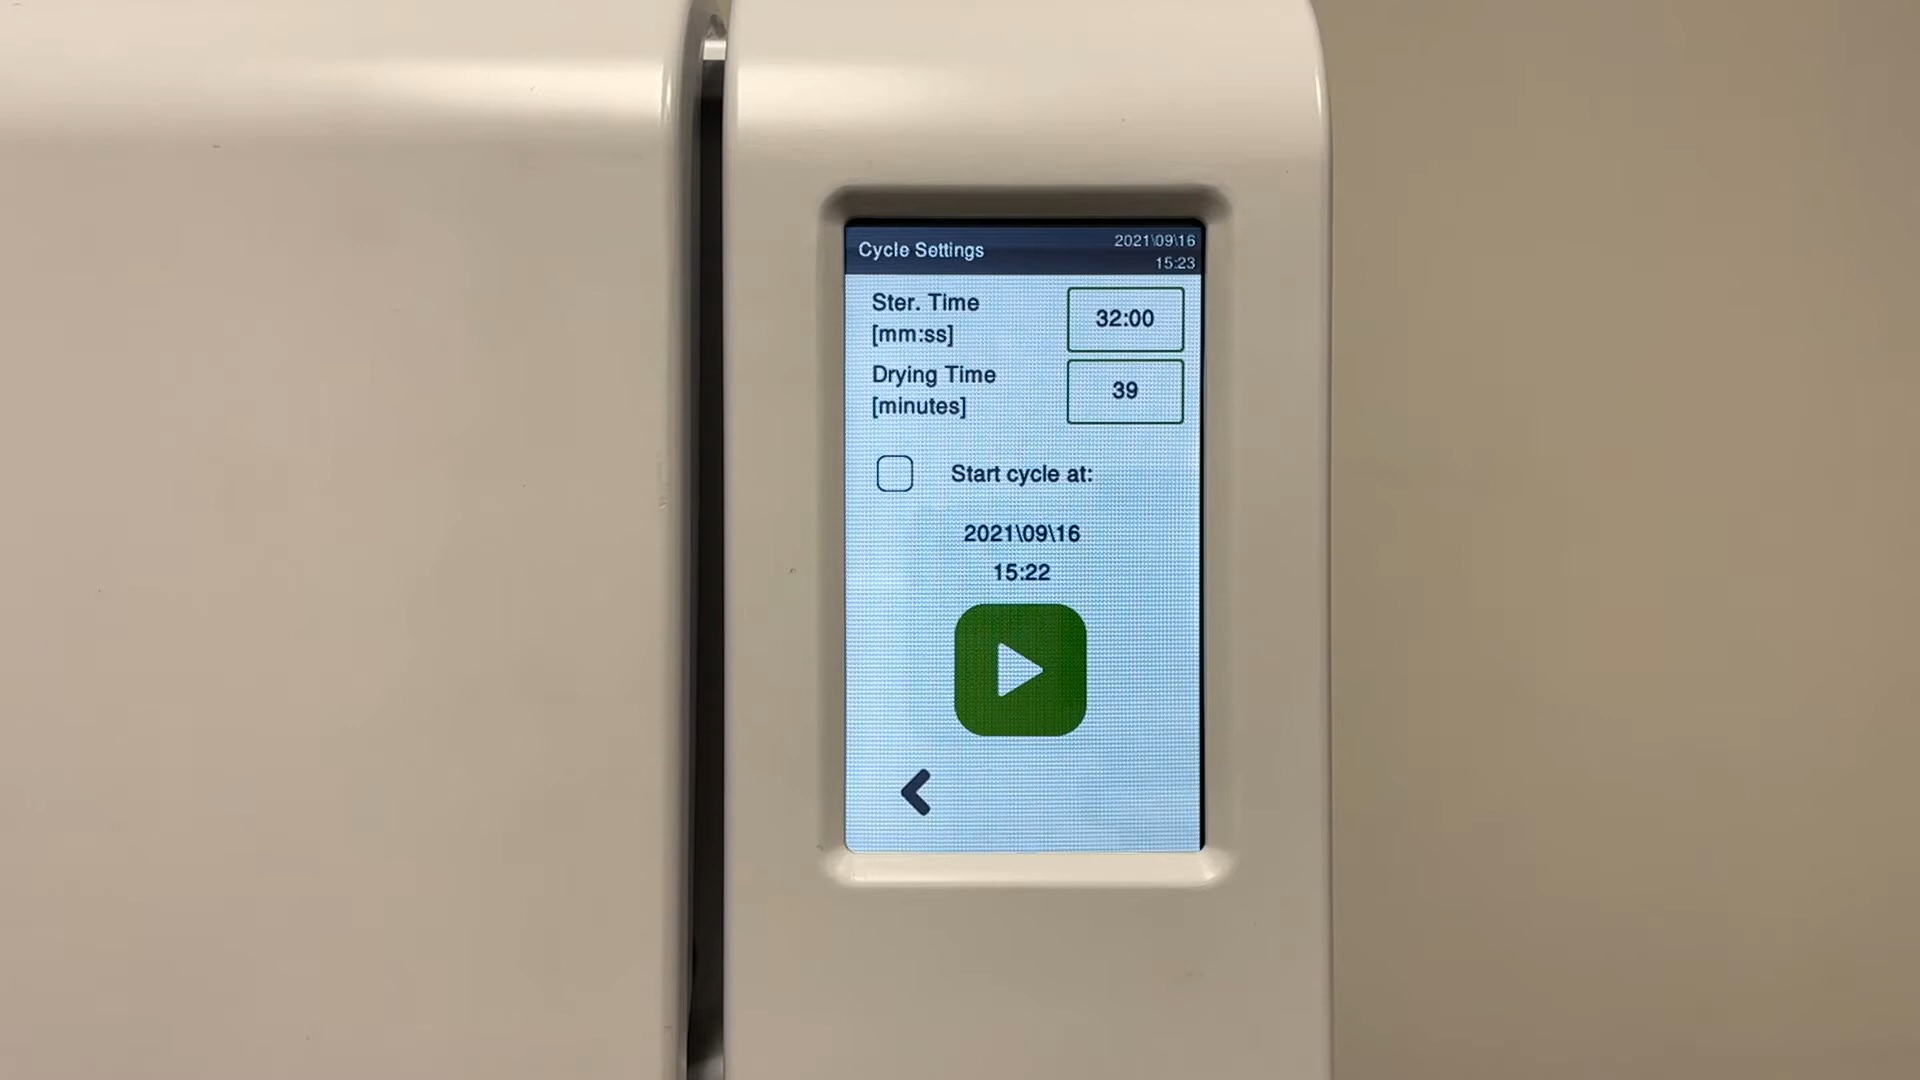 Cycle Settings
2021\09\16
15:23
Ster. Time
[mm:ss]
32:00
Drying Time
[minutes]
39
Start cycle at:
2021\09\16
15:22